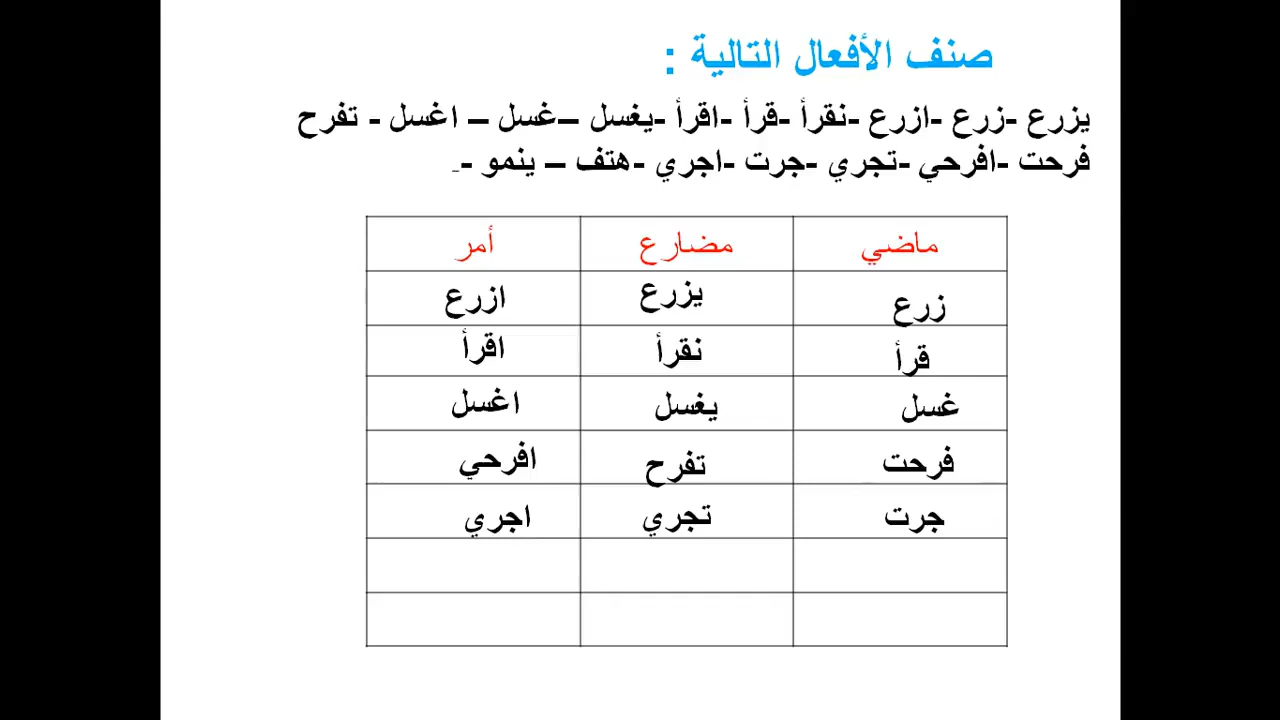 صنف الأفعال التالية :
يزرع -زرع -ازرع -نقرأ -قرأ -اقرأ -يغسل –غسل – اغسل - تفرح
فرحت -افرحي -تجري -جرت -اجري -هتف – ينمو -
ماضي مضارع أمر
زرع يزرع ازرع
قرأ نقرأ اقرأ
غسل يغسل اغسل
فرحت تفرح افرحي
جرت تجري اجري